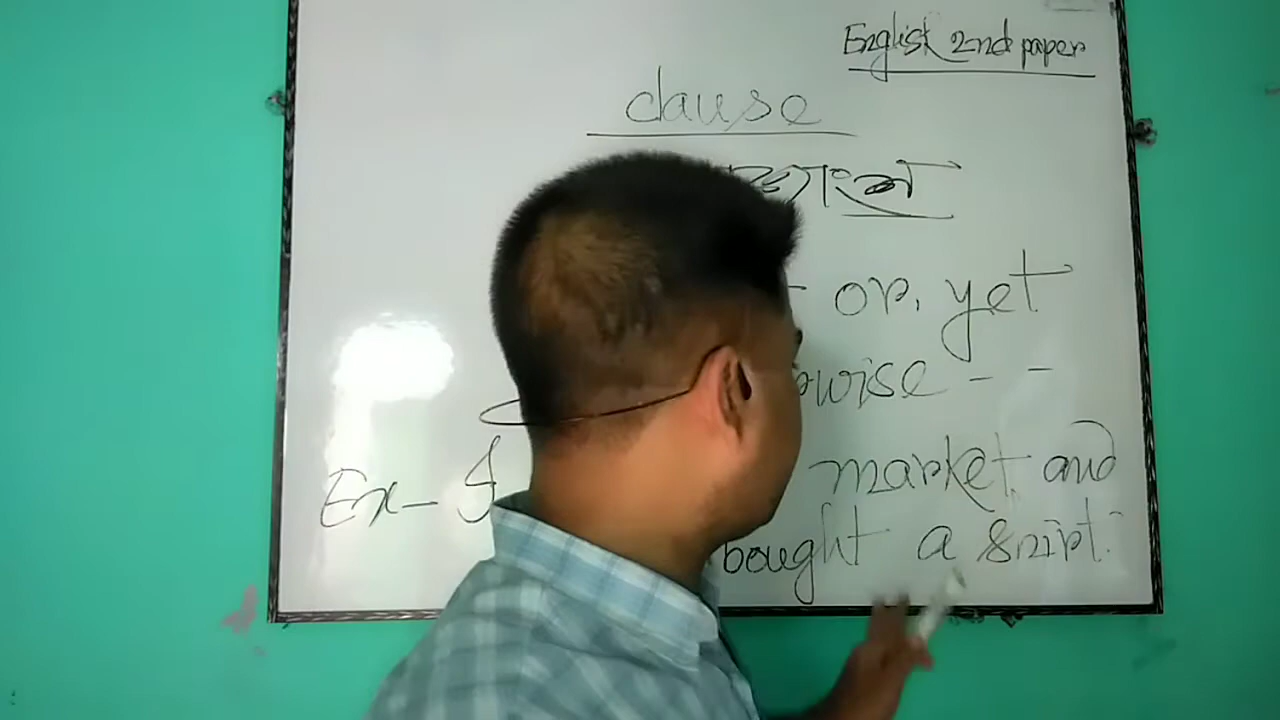 English 2nd paper
clause
or, yet
wise - -
Ex- I market and
bought a shirt.